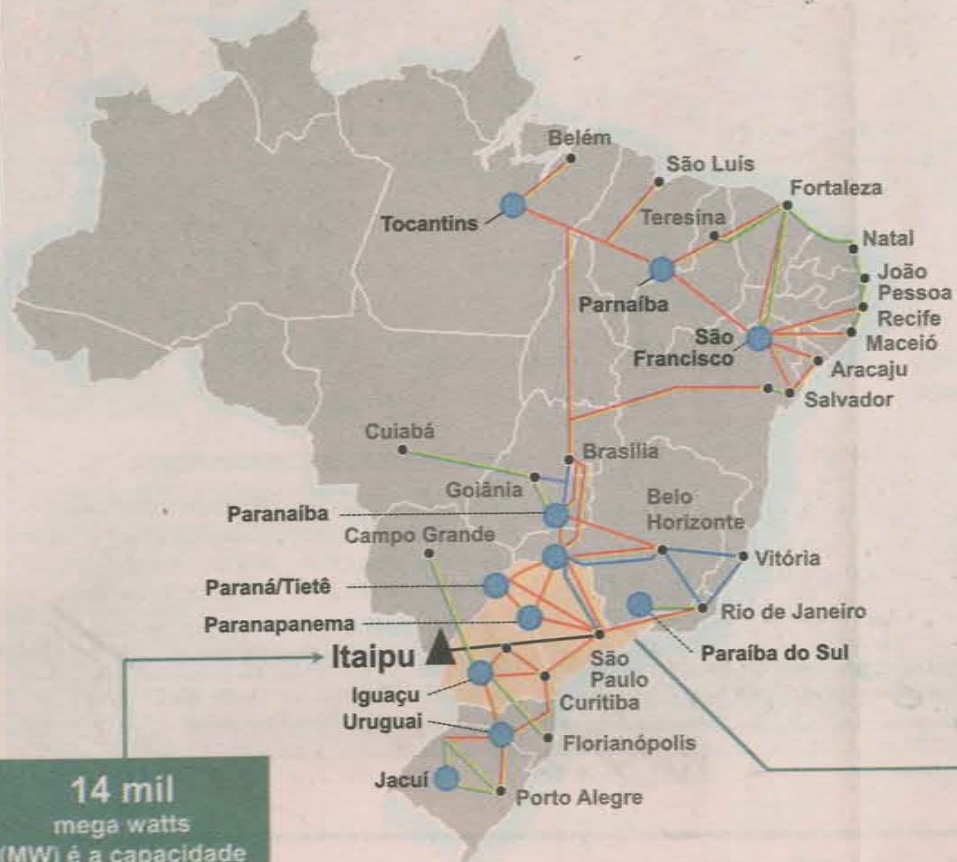 Belém
São Luís
Fortaleza
Tocantins
Teresina
Natal
João
Pessoa
Parnaíba
Recife
São
Francisco
Maceió
Aracaju
Salvador
Cuiabá
Brasília
Goiânia
Belo
Horizonte
Paranaíba
Campo Grande
Vitória
Paraná/Tietê
Rio de Janeiro
Paranapanema
Itaipu
São
Paulo
Paraíba do Sul
Iguaçu
Curitiba
Uruguai
Florianópolis
Jacuí
Porto Alegre
14 mil
mega watts
(MW) é a capacidade